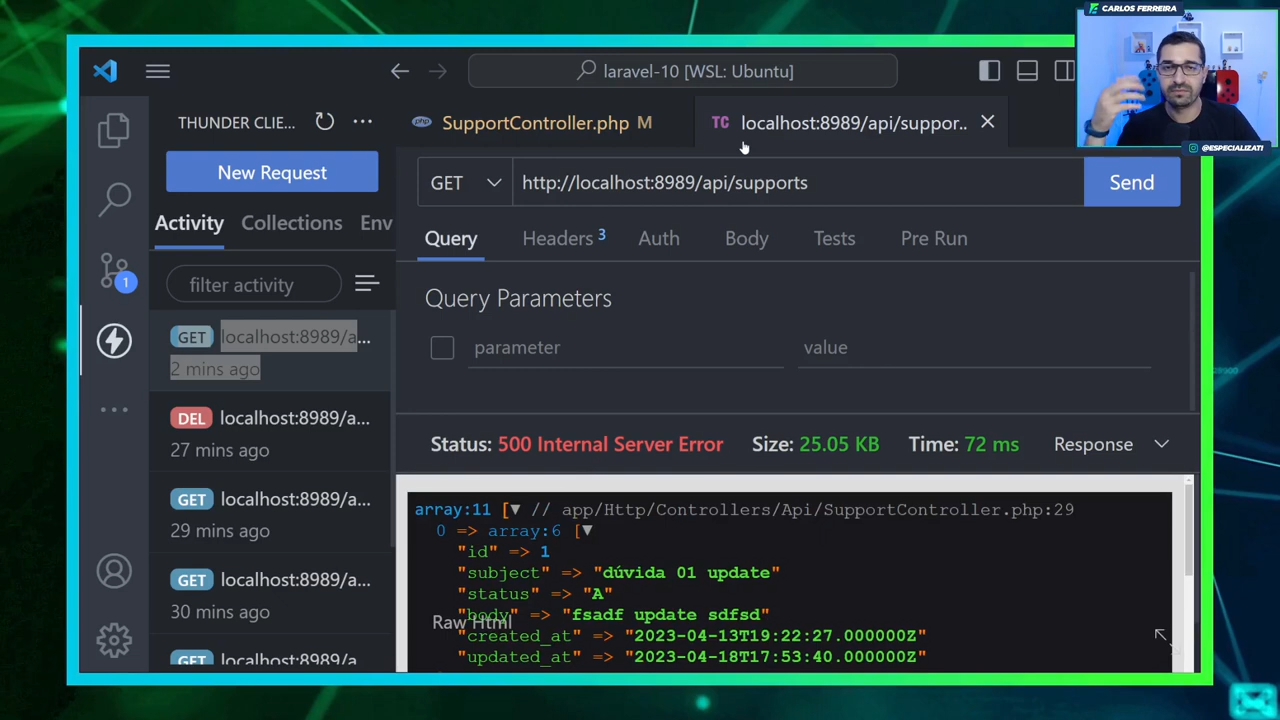 CARLOS FERREIRA
@ESPECIALIZATI
laravel-10 [WSL: Ubuntu]
THUNDER CLIE...
New Request
Activity
Collections
Env
filter activity
GET
localhost:8989/a...
2 mins ago
DEL
localhost:8989/a...
27 mins ago
GET
localhost:8989/a...
29 mins ago
GET
localhost:8989/a...
30 mins ago
GET
localhost:8989/a...
1
php
SupportController.php
M
TC
localhost:8989/api/suppor..
GET
http://localhost:8989/api/supports
Send
Query
Headers 3
Auth
Body
Tests
Pre Run
Query Parameters
parameter
value
Status: 500 Internal Server Error
Size: 25.05 KB
Time: 72 ms
Response
array:11 [▼ // app/Http/Controllers/Api/SupportController.php:29
0 => array:6 [▼
"id" => 1
"subject" => "dúvida 01 update"
"status" => "A"
"body" => "fsadf update sdfsd"
Raw Html
"created_at" => "2023-04-13T19:22:27.000000Z"
"updated_at" => "2023-04-18T17:53:40.000000Z"